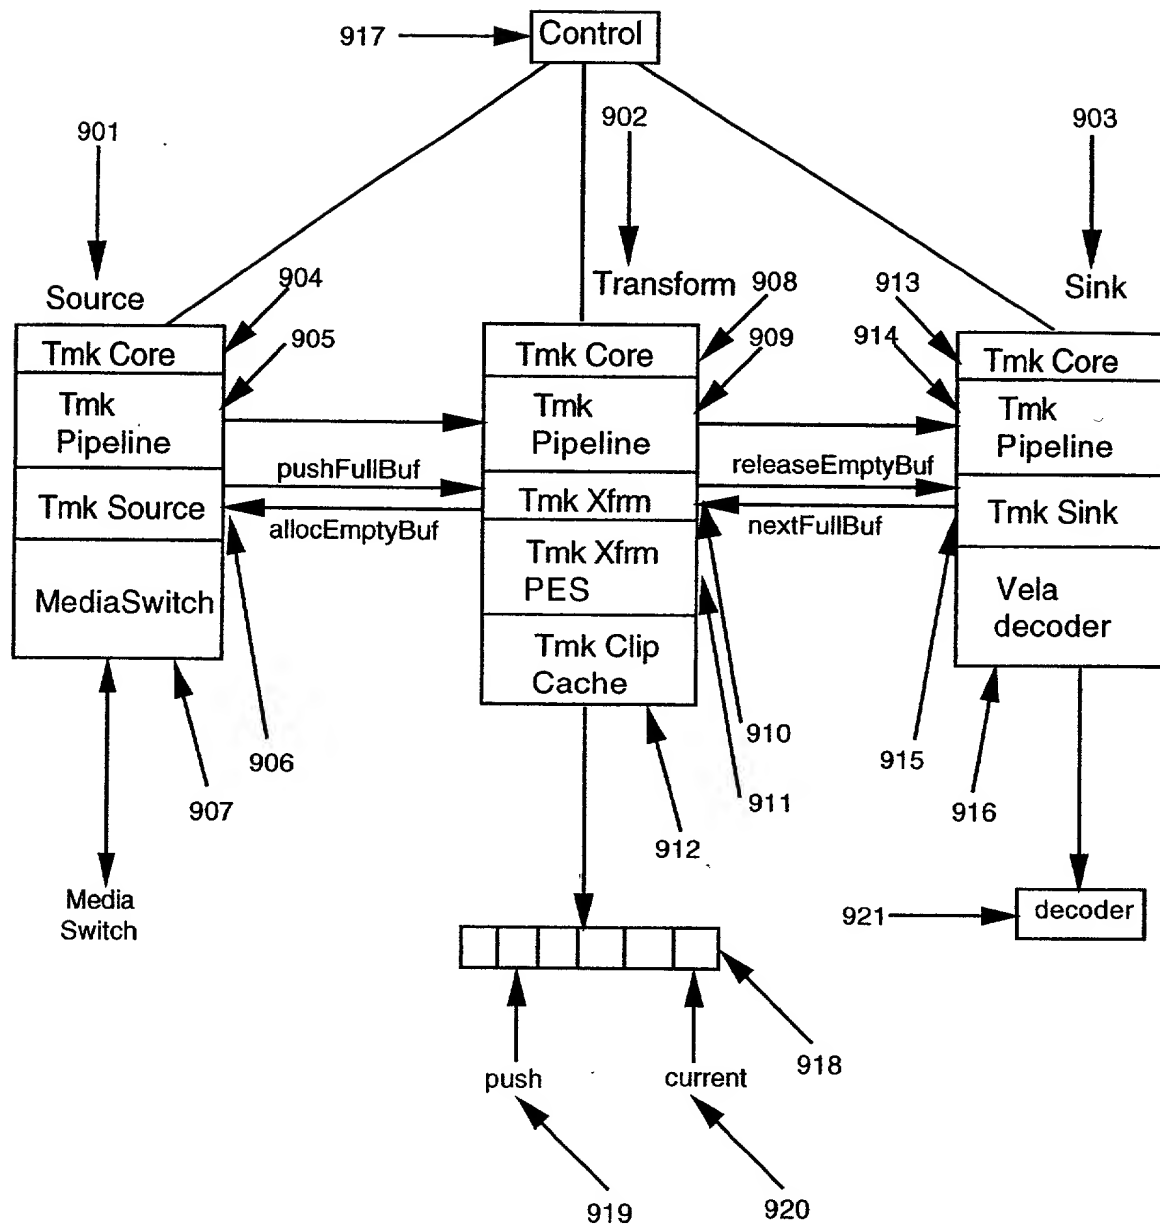 917
Control
901
902
903
Source
904
Transform
908
913
Sink
905
909
914
Tmk Core
Tmk
Pipeline
Tmk Source
MediaSwitch
pushFullBuf
allocEmptyBuf
Tmk Core
Tmk
Pipeline
Tmk Xfrm
Tmk Xfrm
PES
Tmk Clip
Cache
releaseEmptyBuf
nextFullBuf
Tmk Core
Tmk
Pipeline
Tmk Sink
Vela
decoder
906
907
910
911
912
915
916
Media
Switch
921
decoder
918
push
current
919
920